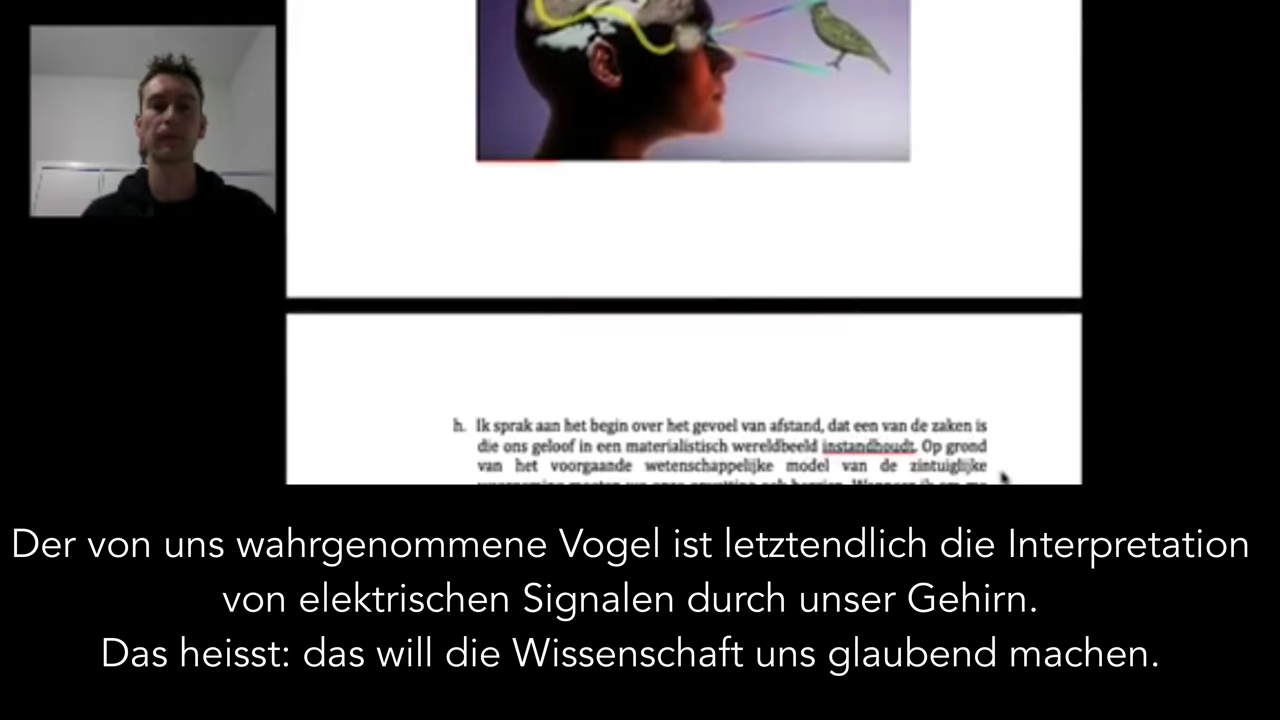 h. Ik sprak aan het begin over het gevoel van afstand, dat een van de zaken is
die ons geloof in een materialistisch wereldbeeld instandhoudt. Op grond
van het voorgaande wetenschappelijke model van de zintuiglijke
Der von uns wahrgenommene Vogel ist letztendlich die Interpretation
von elektrischen Signalen durch unser Gehirn.
Das heisst: das will die Wissenschaft uns glaubend machen.